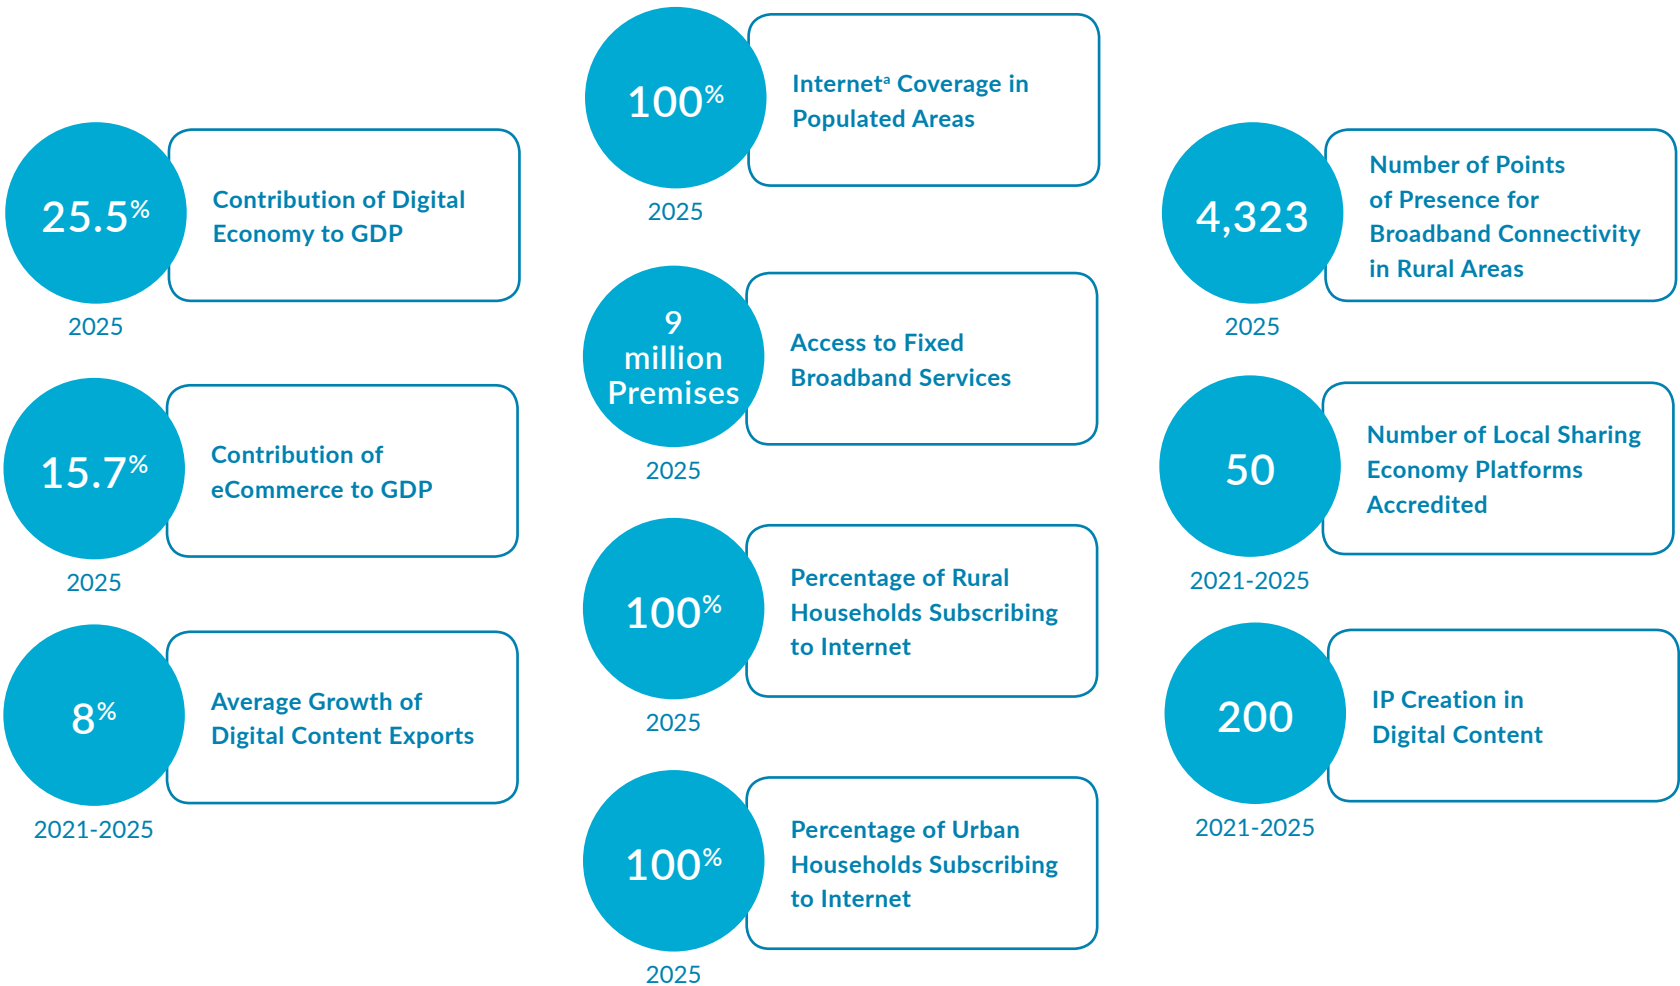 25.5%
Contribution of Digital
Economy to GDP
2025
15.7%
Contribution of
eCommerce to GDP
2025
8%
Average Growth of
Digital Content Exports
2021-2025
100%
Internetᵃ Coverage in
Populated Areas
2025
9
million
Premises
Access to Fixed
Broadband Services
2025
100%
Percentage of Rural
Households Subscribing
to Internet
2025
100%
Percentage of Urban
Households Subscribing
to Internet
2025
4,323
Number of Points
of Presence for
Broadband Connectivity
in Rural Areas
2025
50
Number of Local Sharing
Economy Platforms
Accredited
2021-2025
200
IP Creation in
Digital Content
2021-2025